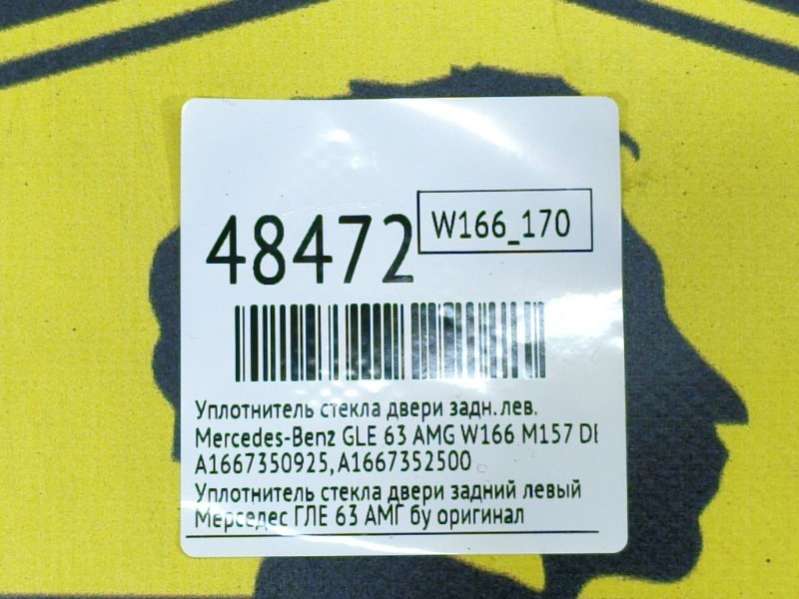 48472
W166_170
Уплотнитель стекла двери задн. лев.
Mercedes-Benz GLE 63 AMG W166 M157 DE
A1667350925, A1667352500
Уплотнитель стекла двери задний левый
Мерседес ГЛЕ 63 АМГ бу оригинал